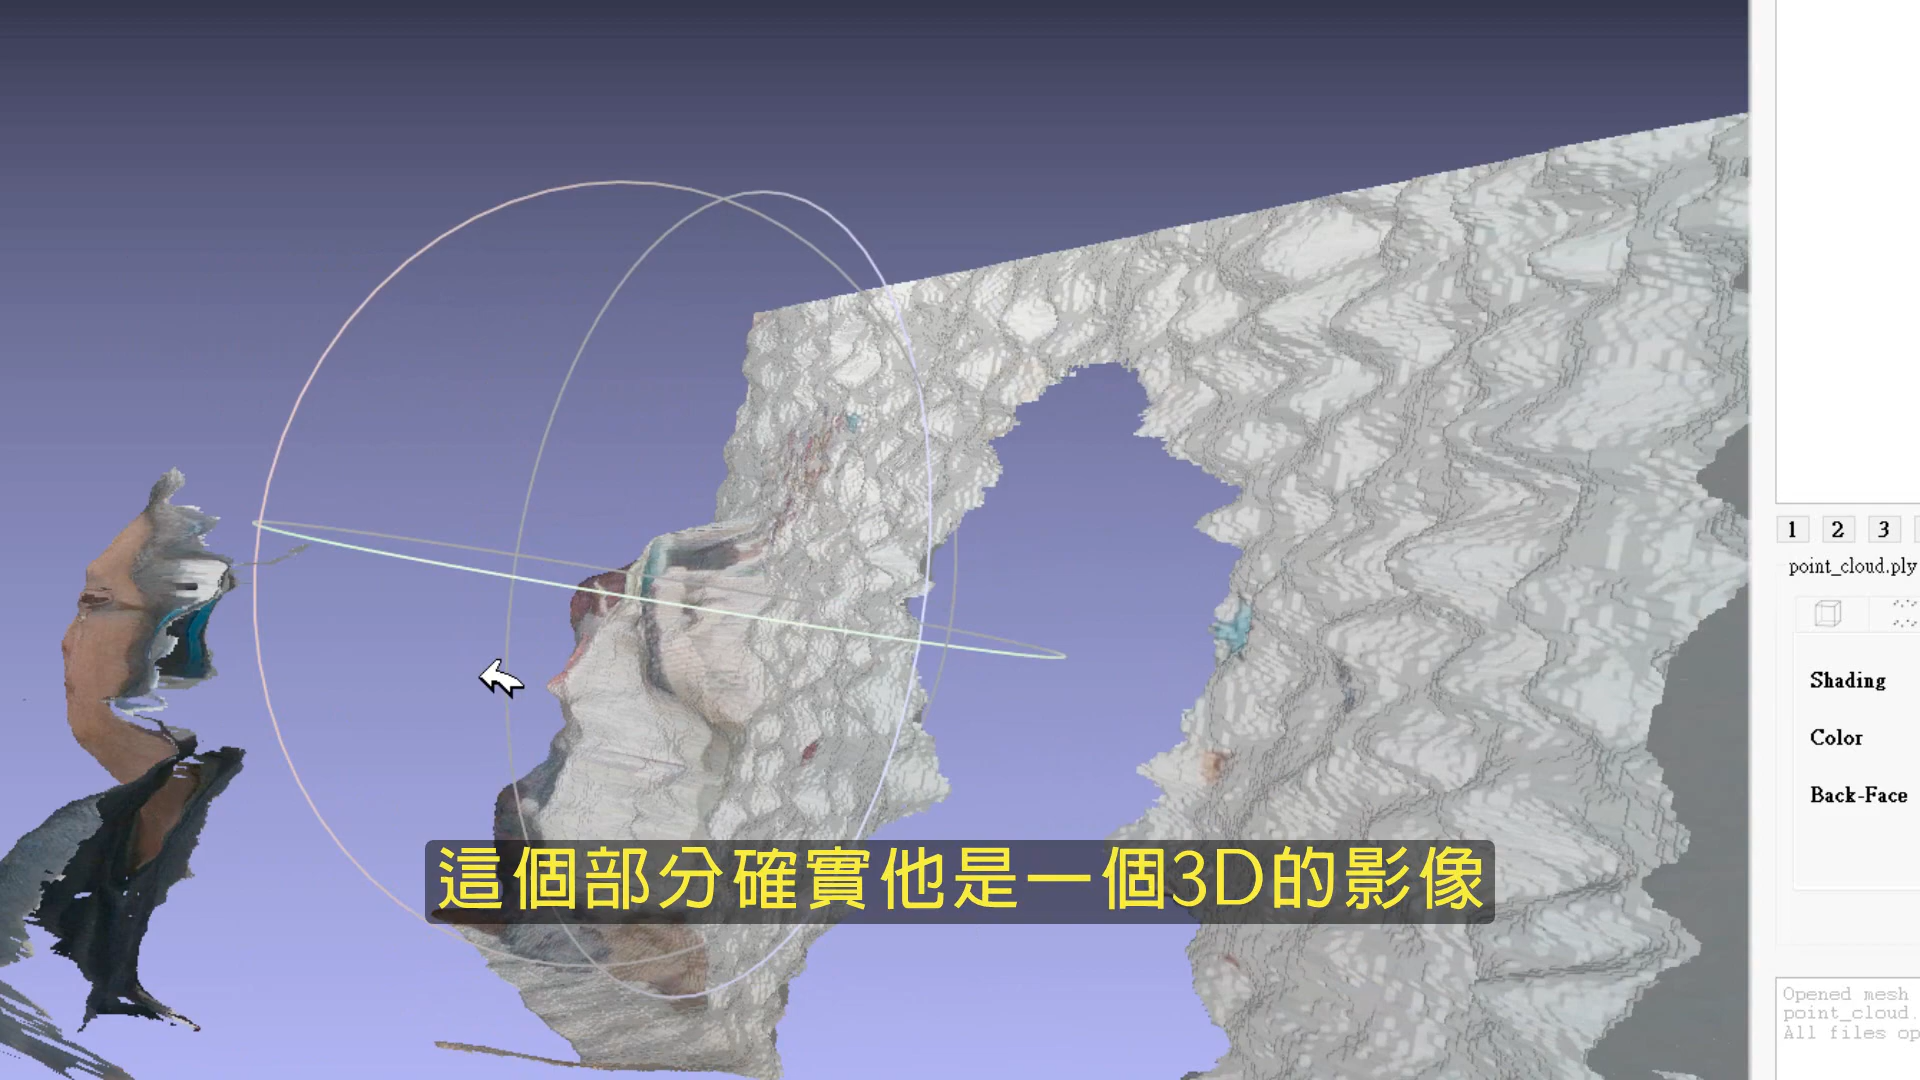 1 2 3
point_cloud.ply
Shading
Color
Back-Face
這個部分確實他是一個3D的影像
Opened mesh
point_cloud.
All files op